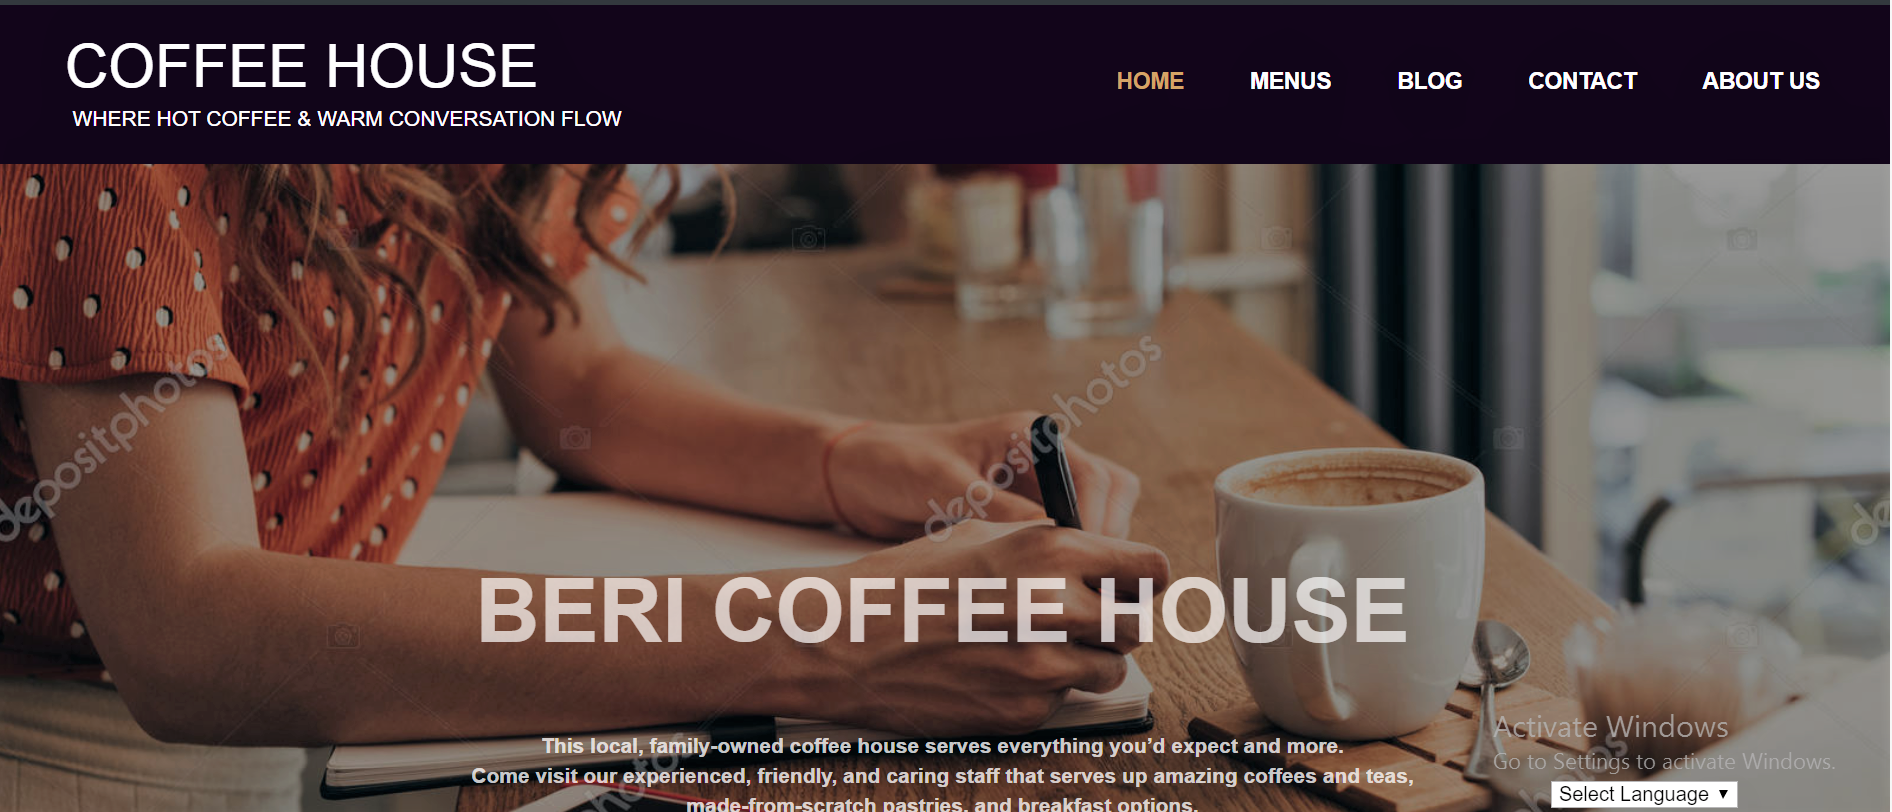 COFFEE HOUSE
WHERE HOT COFFEE & WARM CONVERSATION FLOW
HOME MENUS BLOG CONTACT ABOUT US
depositphotos
depositphotos
BERI COFFEE HOUSE
This local, family-owned coffee house serves everything you’d expect and more.
Come visit our experienced, friendly, and caring staff that serves up amazing coffees and teas,
made-from-scratch pastries, and breakfast options.
Activate Windows
Go to Settings to activate Windows.
Select Language